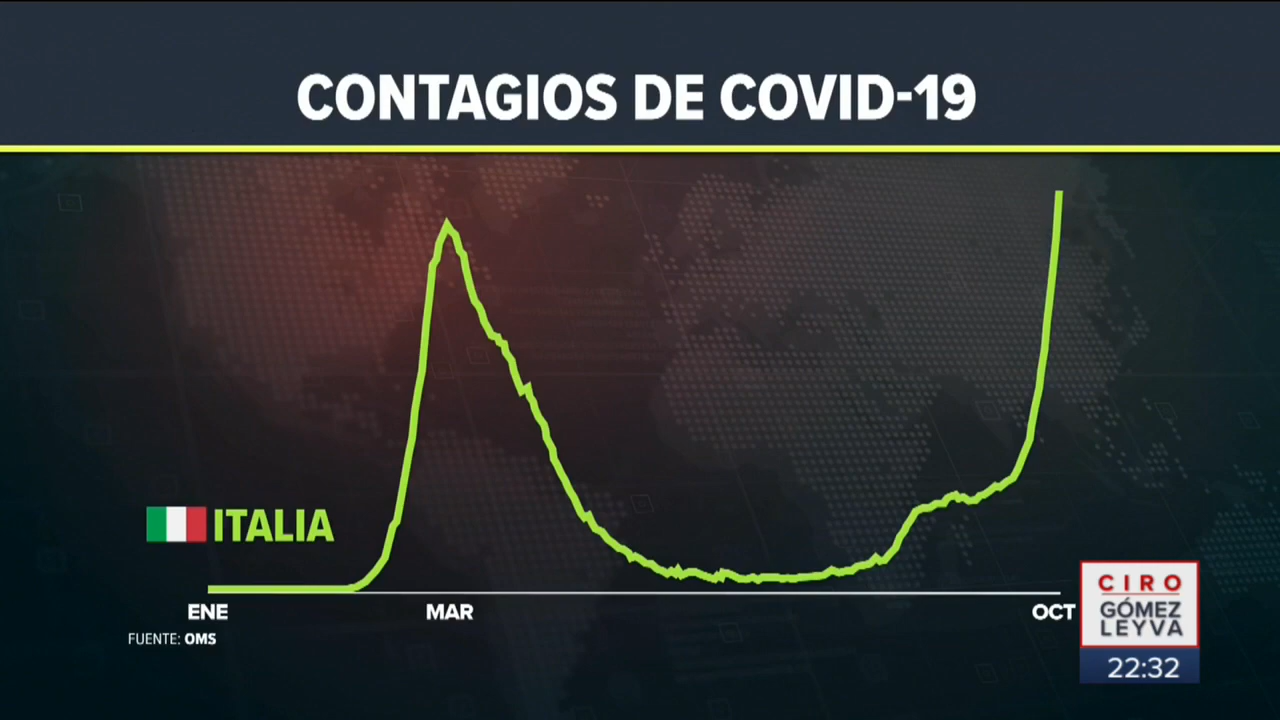 CONTAGIOS DE COVID-19
ITALIA
ENE MAR OCT
FUENTE: OMS
CIRO
GÓMEZ
LEYVA
22:32